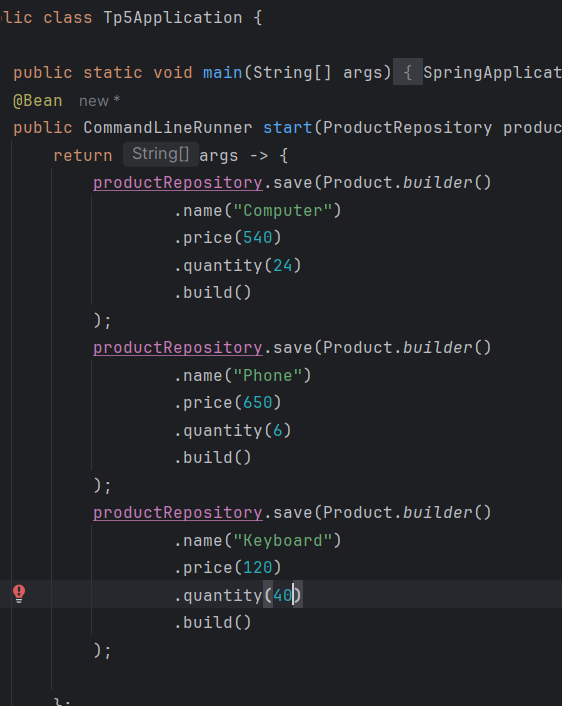 lic class Tp5Application {
public static void main(String[] args) { SpringApplicat
@Bean new *
public CommandLineRunner start(ProductRepository produc
return String[] args -> {
productRepository.save(Product.builder()
.name("Computer")
.price(540)
.quantity(24)
.build()
);
productRepository.save(Product.builder()
.name("Phone")
.price(650)
.quantity(6)
.build()
);
productRepository.save(Product.builder()
.name("Keyboard")
.price(120)
.quantity(40)
.build()
);
};